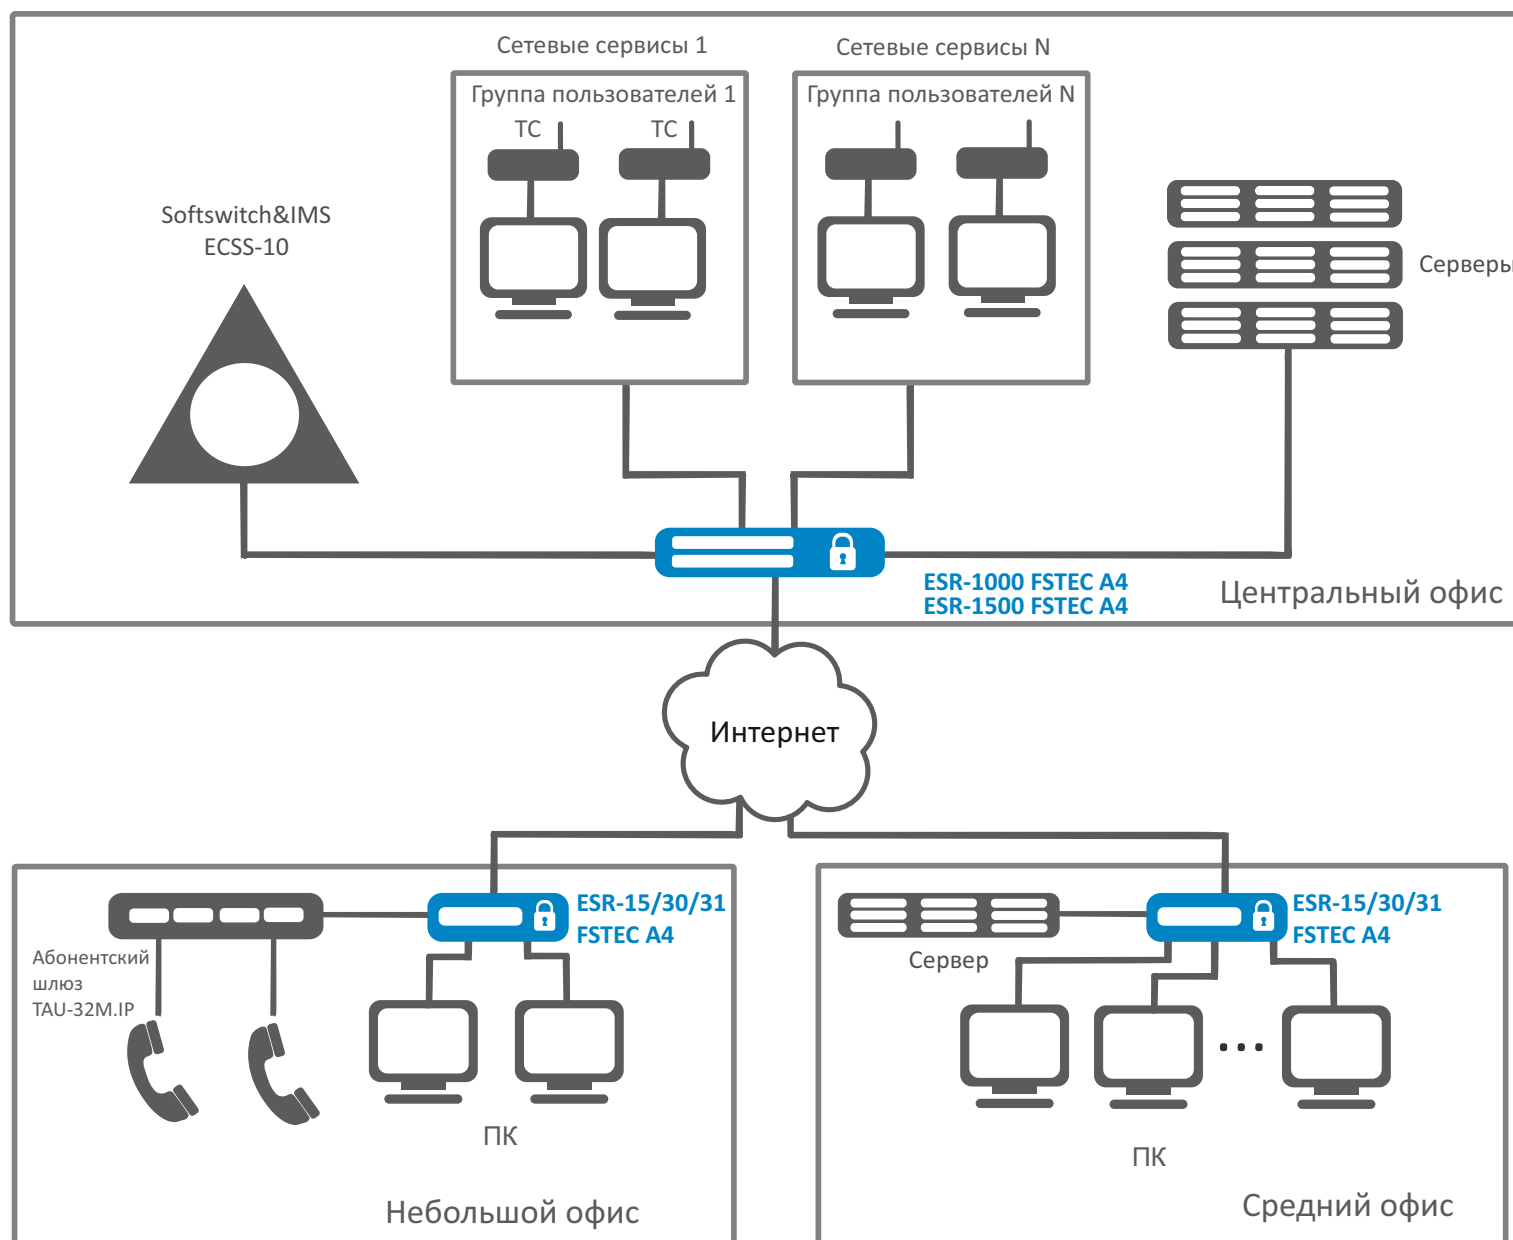 Сетевые сервисы 1
Сетевые сервисы N
Группа пользователей 1
Группа пользователей N
ТС
ТС
Softswitch&IMS
ECSS-10
Серверы
ESR-1000 FSTEC A4
ESR-1500 FSTEC A4
Центральный офис
Интернет
ESR-15/30/31
FSTEC A4
Абонентский
шлюз
TAU-32M.IP
ПК
Небольшой офис
ESR-15/30/31
FSTEC A4
Сервер
ПК
Средний офис